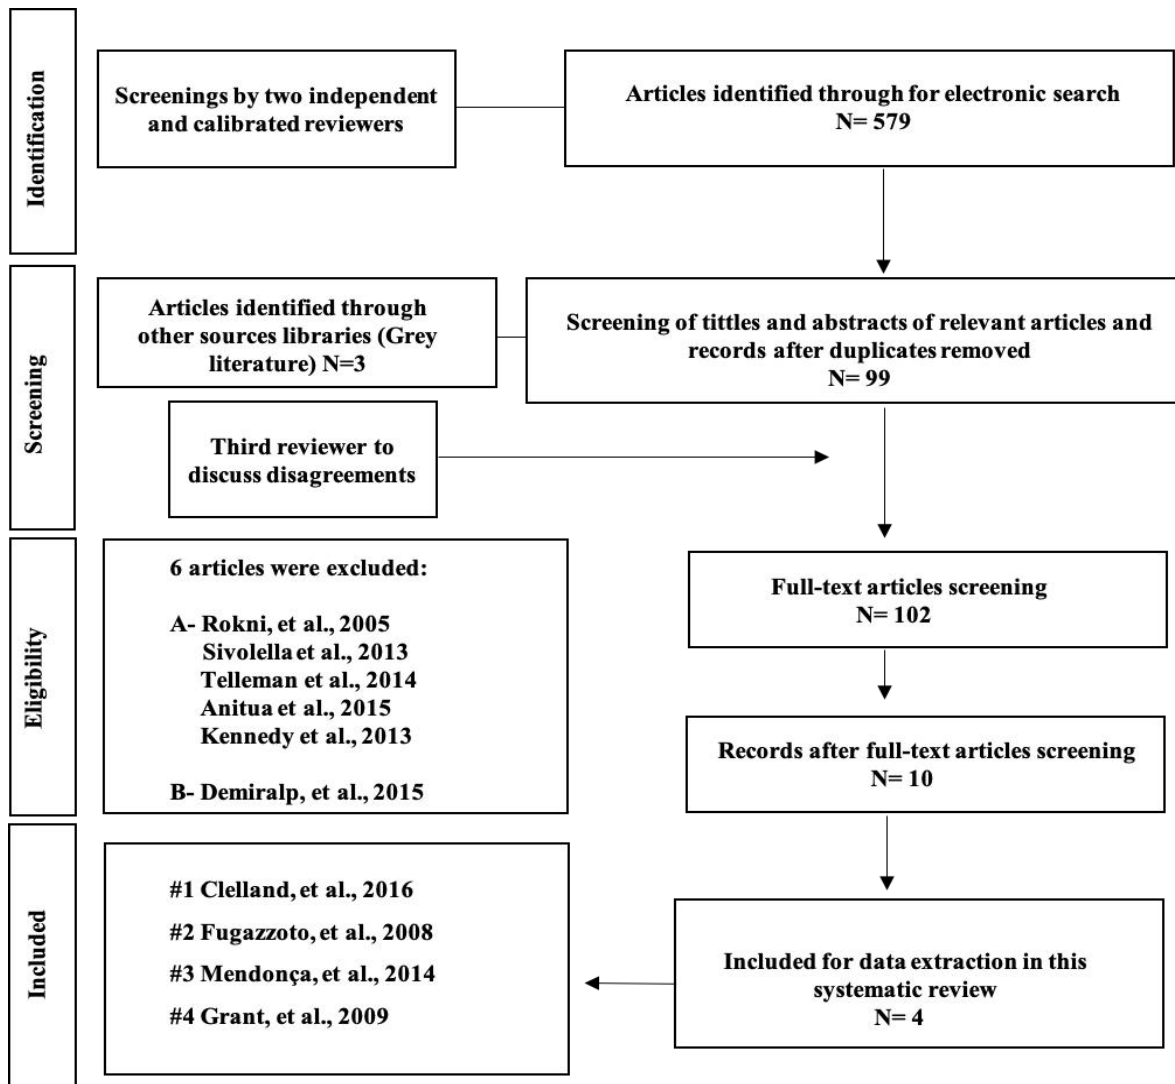 Identification
Screenings by two independent
and calibrated reviewers
Articles identified through for electronic search
N= 579
Screening
Articles identified through
other sources libraries (Grey
literature) N=3
Screening of tittles and abstracts of relevant articles and
records after duplicates removed
N= 99
Third reviewer to
discuss disagreements
Eligibility
6 articles were excluded:
A- Rokni, et al., 2005
Sivolella et al., 2013
Telleman et al., 2014
Anitua et al., 2015
Kennedy et al., 2013
B- Demiralp, et al., 2015
Full-text articles screening
N= 102
Records after full-text articles screening
N= 10
Included
#1 Clelland, et al., 2016
#2 Fugazzoto, et al., 2008
#3 Mendonça, et al., 2014
#4 Grant, et al., 2009
Included for data extraction in this
systematic review
N= 4